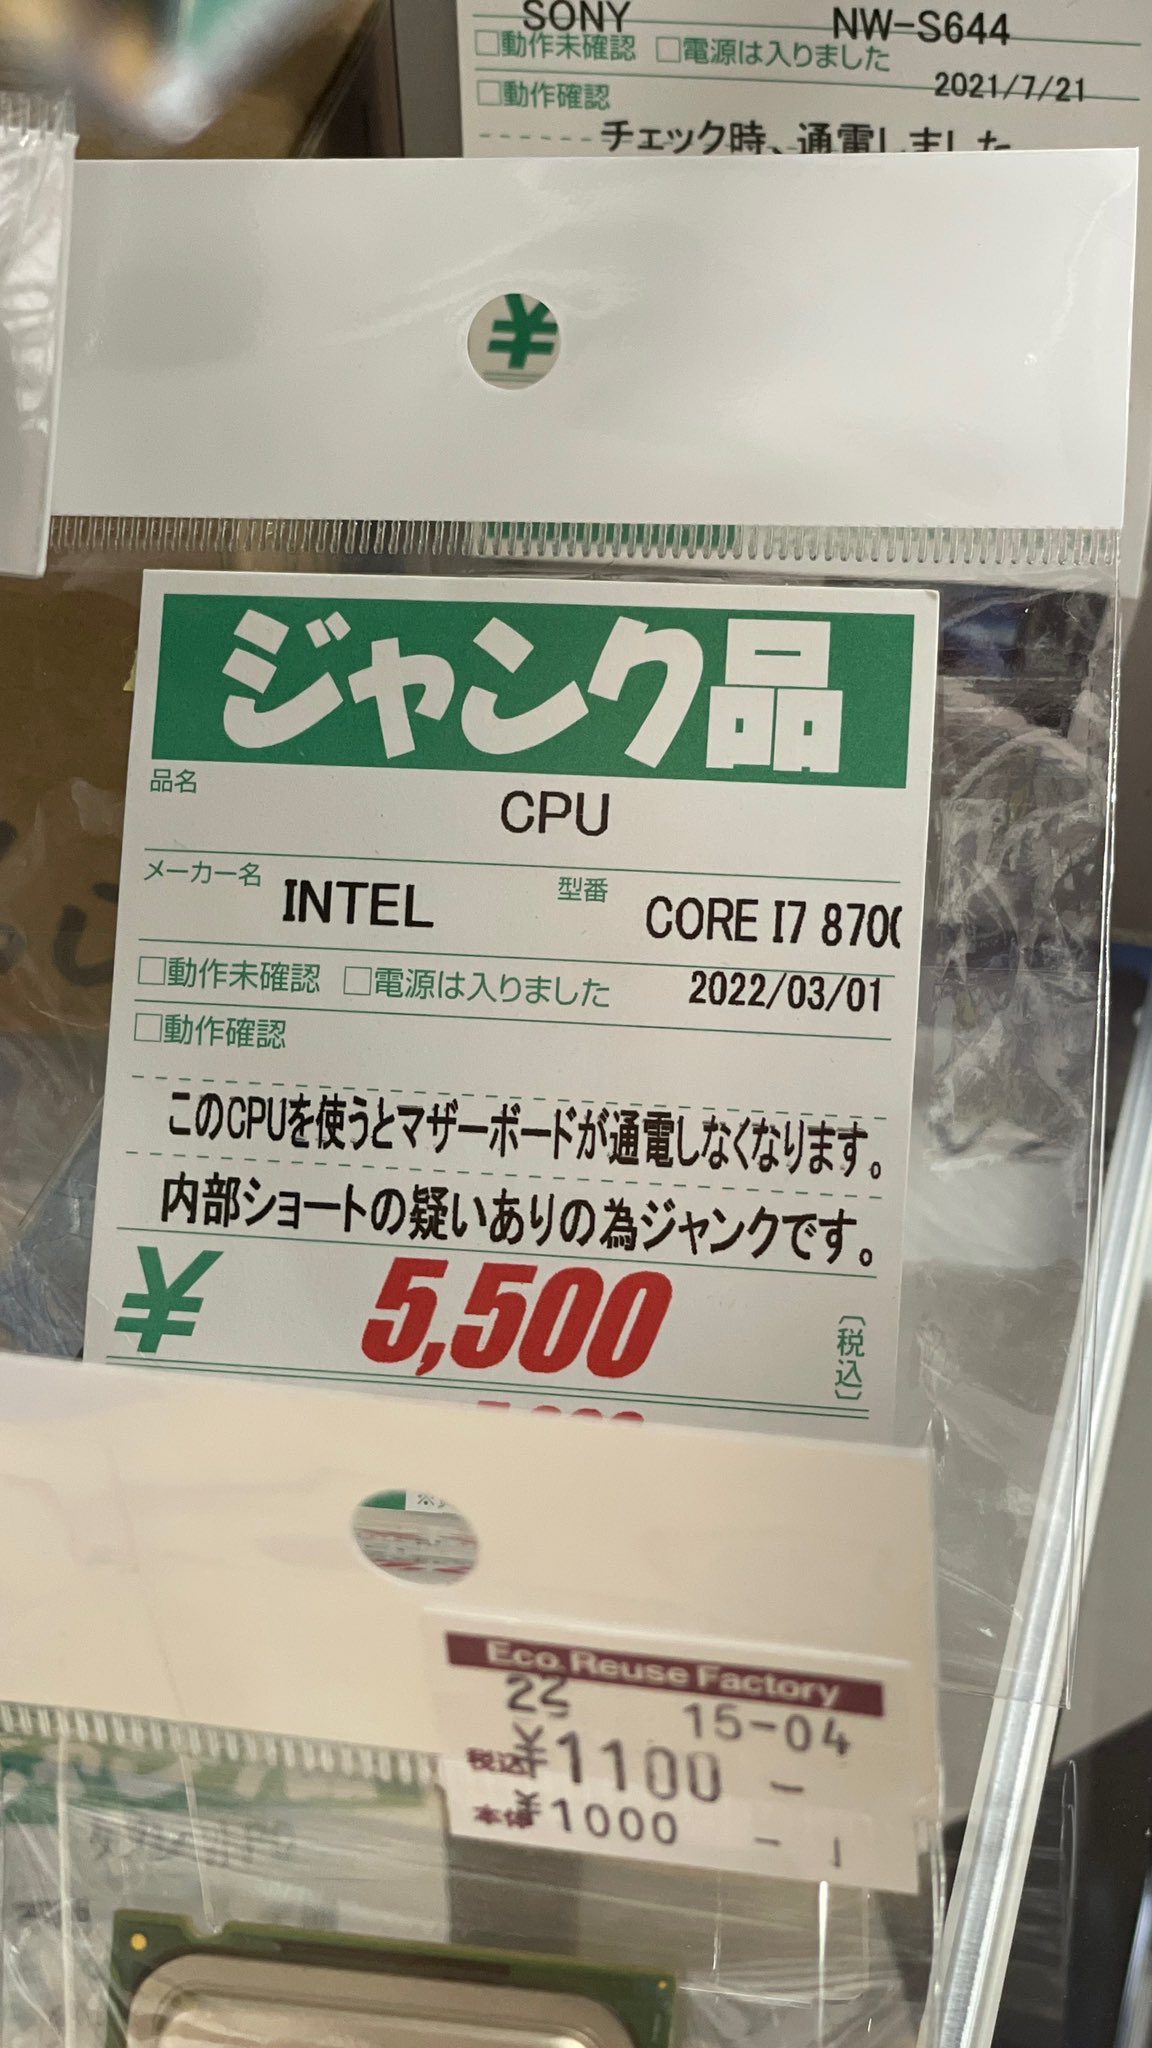 SONY NW-S644
□動作未確認 □電源は入りました
□動作確認 2021/7/21
チェック時、通電しました
¥
ジャンク品
品名 CPU
メーカー名 INTEL 型番 CORE I7 870
□動作未確認 □電源は入りました 2022/03/01
□動作確認
このCPUを使うとマザーボードが通電しなくなります。
内部ショートの疑いありの為ジャンクです。
¥ 5,500 (税込)
Eco Reuse Factory
15-04
税込¥1100 -
本体¥1000 -